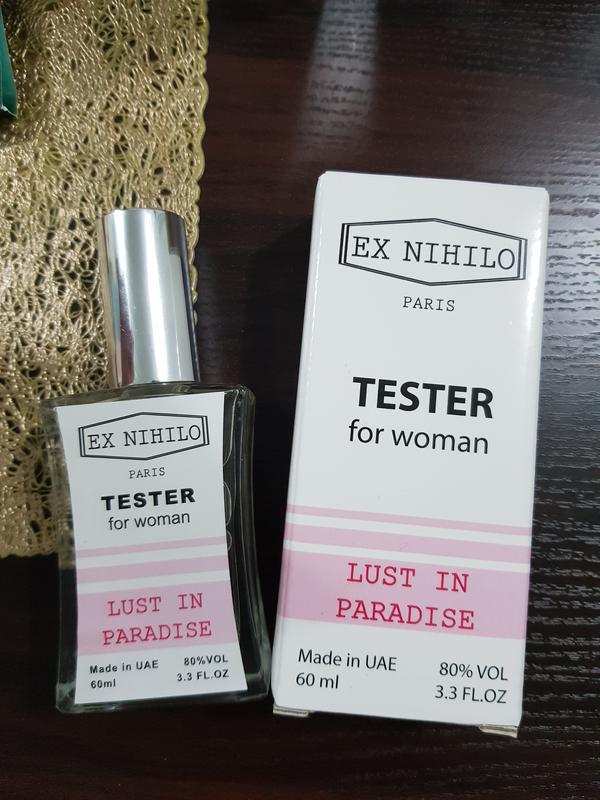 EX NIHILO
PARIS
TESTER
for woman
LUST IN
PARADISE
Made in UAE
80%VOL
60ml
3.3 FL.OZ
EX NIHILO
PARIS
TESTER
for woman
LUST IN
PARADISE
Made in UAE
80% VOL
60 ml
3.3 FL.OZ